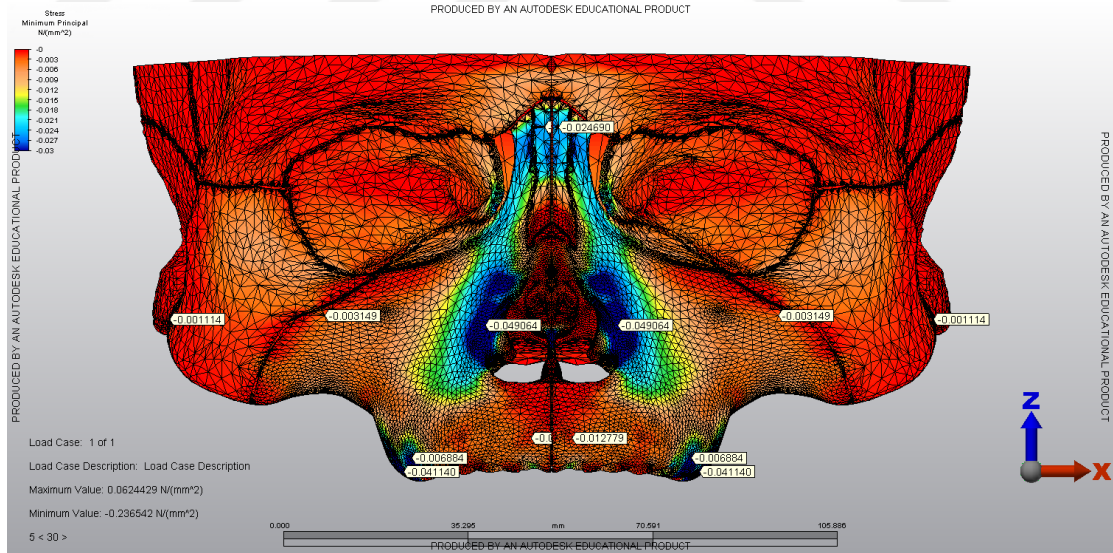 PRODUCED BY AN AUTODESK EDUCATIONAL PRODUCT
Stress
Minimum Principal
N/(mm^2)
-0
-0.003
-0.006
-0.009
-0.012
-0.015
-0.018
-0.021
-0.024
-0.027
-0.03
PRODUCED BY AN AUTODESK EDUCATIONAL PRODUCT
PRODUCED BY AN AUTODESK EDUCATIONAL PRODUCT
-0.024690
-0.001114
-0.003149
-0.049064
-0.049064
-0.003149
-0.001114
-0.012779
-0.006884
-0.041140
-0.006884
-0.041140
Z
X
Load Case: 1 of 1
Load Case Description: Load Case Description
Maximum Value: 0.0624429 N/(mm^2)
Minimum Value: -0.236542 N/(mm^2)
5 < 30 >
0.000 35.295 mm 70.591 105.886
PRODUCED BY AN AUTODESK EDUCATIONAL PRODUCT